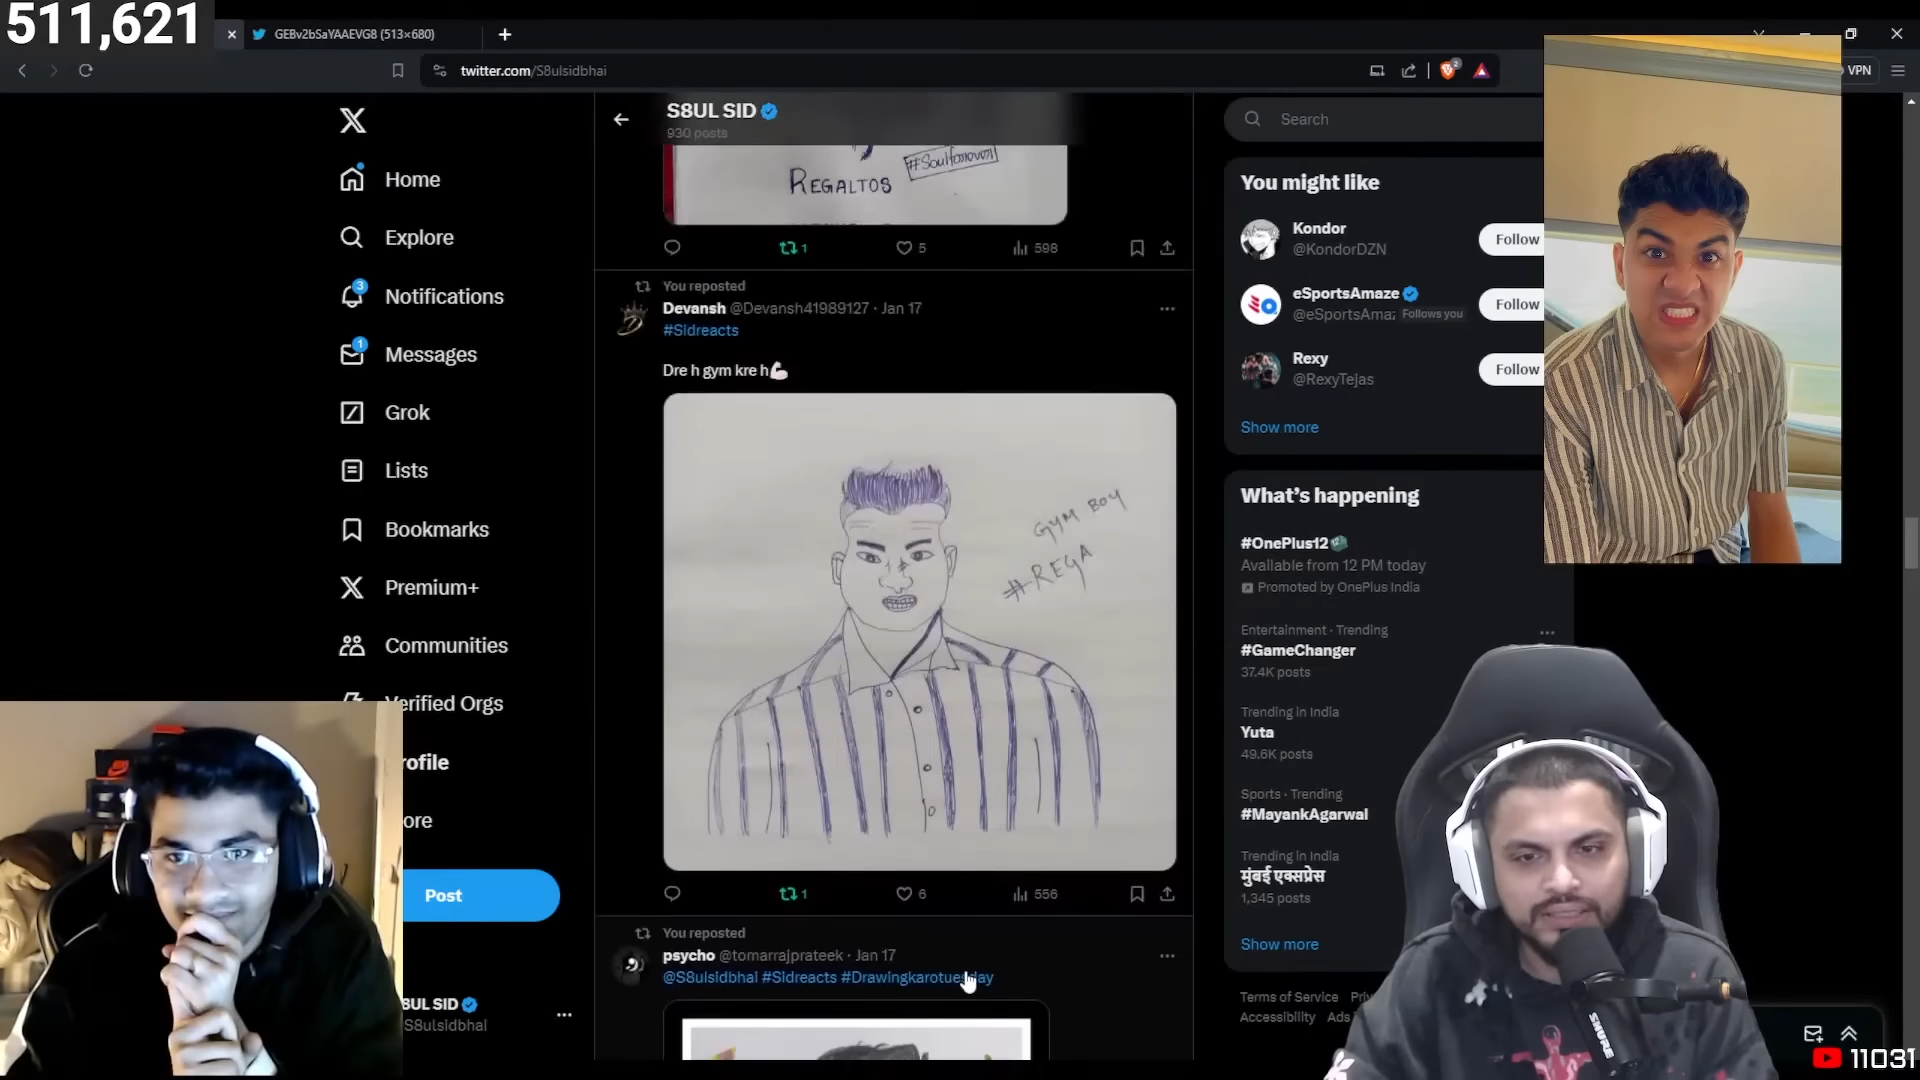 511,621
GEBv2bSaYAAEVG8 (513×680)
twitter.com/S8ulsidbhai
VPN
S8UL SID
930 posts
#Soulforever
REGALTOS
1
5
598
Home
Explore
3
Notifications
1
Messages
Grok
Lists
Bookmarks
Premium+
Communities
Verified Orgs
rofile
ore
Post
8UL SID
S8ulsidbhai
You reposted
Devansh @Devansh41989127 · Jan 17
#SIdreacts
Dre h gym kre h💪
GYM BOY
#REGA
1
6
556
You reposted
psycho @tomarrajprateek · Jan 17
@S8ulsidbhai #SIdreacts #Drawingkarotuesday
Search
You might like
Kondor
@KondorDZN
Follow
eSportsAmaze
@eSportsAma: Follows you
Follow
Rexy
@RexyTejas
Follow
Show more
What's happening
#OnePlus12
Available from 12 PM today
Promoted by OnePlus India
Entertainment · Trending
#GameChanger
37.4K posts
Trending in India
Yuta
49.6K posts
Sports · Trending
#MayankAgarwal
Trending in India
मुंबई एक्सप्रेस
1,345 posts
Show more
Terms of Service
Accessibility Ads
SHURE
11031